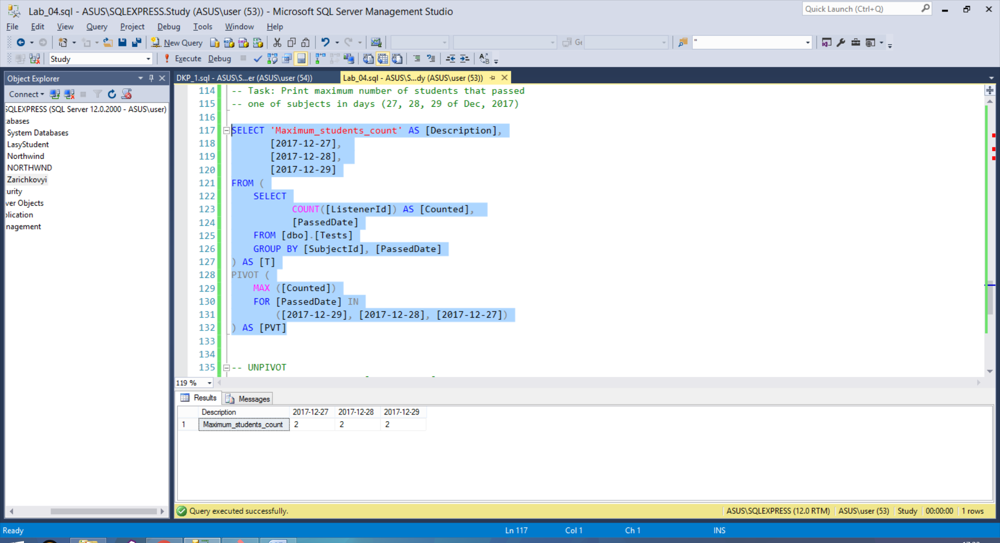 Lab_04.sql - ASUS\SQLEXPRESS.Study (ASUS\user (53)) - Microsoft SQL Server Management Studio
Quick Launch (Ctrl+Q)
File Edit View Query Project Debug Tools Window Help
New Query
"
Study
Execute Debug
Object Explorer
DKP_1.sql - ASUS\S...er (ASUS\user (54))
Lab_04.sql - ASUS\S...dy (ASUS\user (53))
Connect
SQLEXPRESS (SQL Server 12.0.2000 - ASUS\user)
abases
System Databases
LasyStudent
Northwind
NORTHWND
Zarichkovyi
urity
ver Objects
lication
nagement
114 -- Task: Print maximum number of students that passed
115 -- one of subjects in days (27, 28, 29 of Dec, 2017)
116
117 SELECT 'Maximum_students_count' AS [Description],
118 [2017-12-27],
119 [2017-12-28],
120 [2017-12-29]
121 FROM (
122 SELECT
123 COUNT([ListenerId]) AS [Counted],
124 [PassedDate]
125 FROM [dbo].[Tests]
126 GROUP BY [SubjectId], [PassedDate]
127 ) AS [T]
128 PIVOT (
129 MAX ([Counted])
130 FOR [PassedDate] IN
131 ([2017-12-29], [2017-12-28], [2017-12-27])
132 ) AS [PVT]
133
134
135 -- UNPIVOT
119 %
Results Messages
Description 2017-12-27 2017-12-28 2017-12-29
1 Maximum_students_count 2 2 2
Query executed successfully.
ASUS\SQLEXPRESS (12.0 RTM) ASUS\user (53) Study 00:00:00 1 rows
Ready Ln 117 Col 1 Ch 1 INS